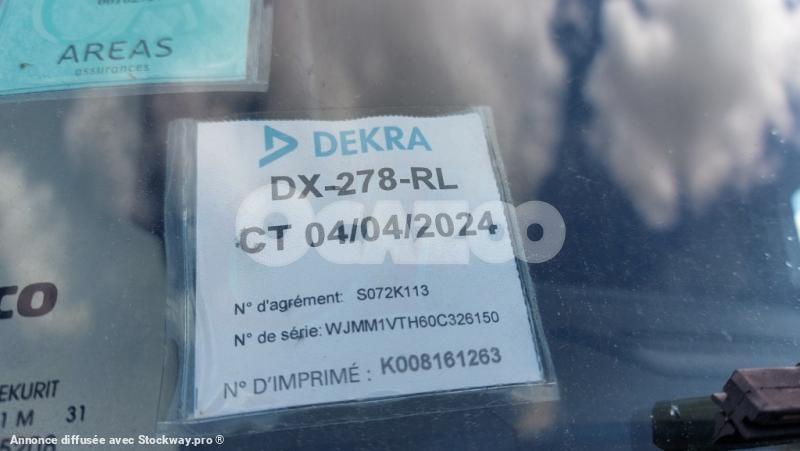 AREAS
assurances
DEKRA
DX-278-RL
CT 04/04/2024
N° d'agrément: S072K113
N° de série: WJMM1VTH60C326150
N° D'IMPRIMÉ : K008161263
OCAZOO
co
EKURIT
1 M 31
Annonce diffusée avec Stockway.pro ®